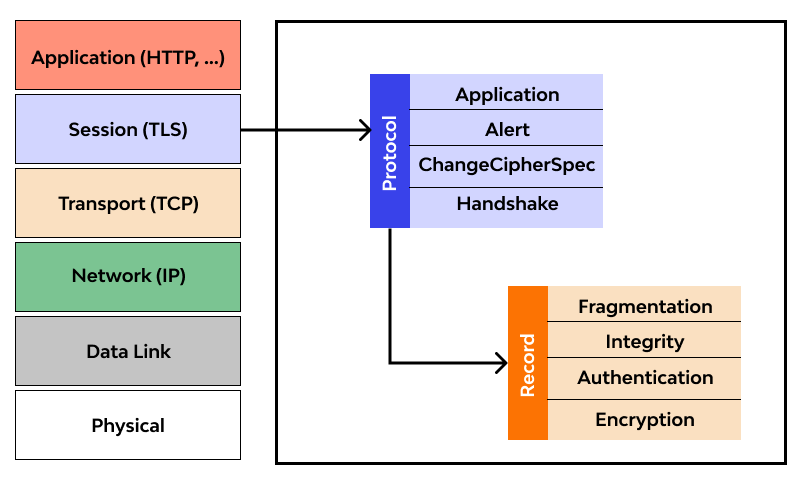 Application (HTTP, ...)
Session (TLS)
Transport (TCP)
Network (IP)
Data Link
Physical
Protocol
Application
Alert
ChangeCipherSpec
Handshake
Record
Fragmentation
Integrity
Authentication
Encryption